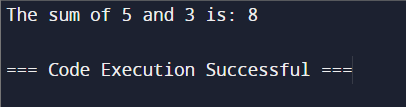 The sum of 5 and 3 is: 8
=== Code Execution Successful ===